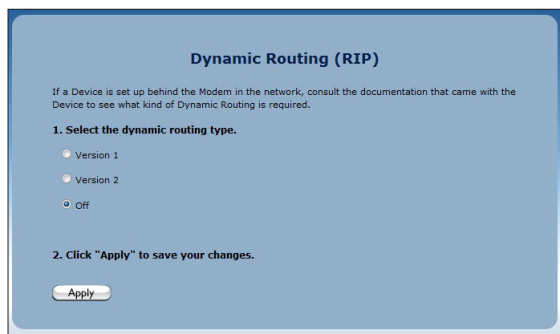 Dynamic Routing (RIP)
If a Device is set up behind the Modem in the network, consult the documentation that came with the
Device to see what kind of Dynamic Routing is required.
1. Select the dynamic routing type.
Version 1
Version 2
Off
2. Click "Apply" to save your changes.
Apply